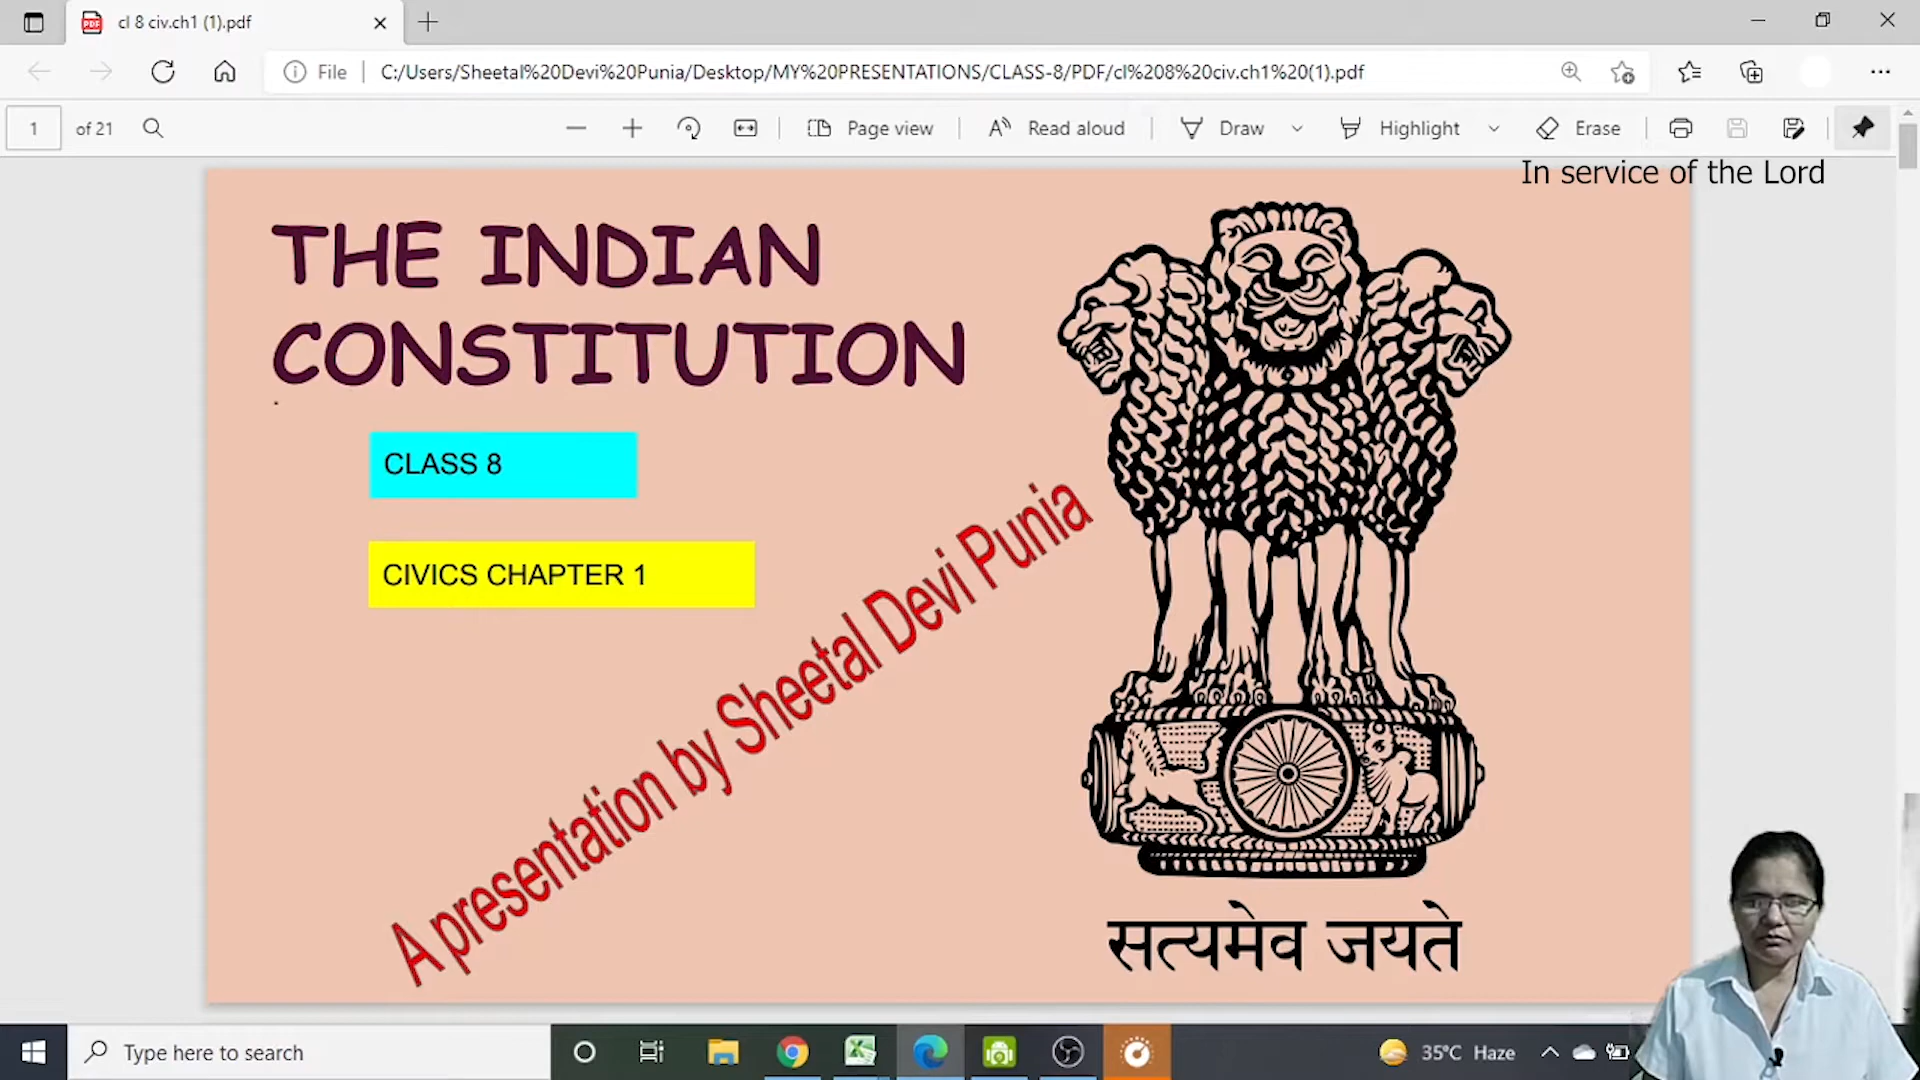 cl 8 civ.ch1 (1).pdf
File
C:/Users/Sheetal%20Devi%20Punia/Desktop/MY%20PRESENTATIONS/CLASS-8/PDF/cl%208%20civ.ch1%20(1).pdf
1 of 21
Page view
Read aloud
Draw
Highlight
Erase
In service of the Lord
THE INDIAN
CONSTITUTION
CLASS 8
CIVICS CHAPTER 1
A presentation by Sheetal Devi Punia
सत्यमेव जयते
Type here to search
35°C Haze